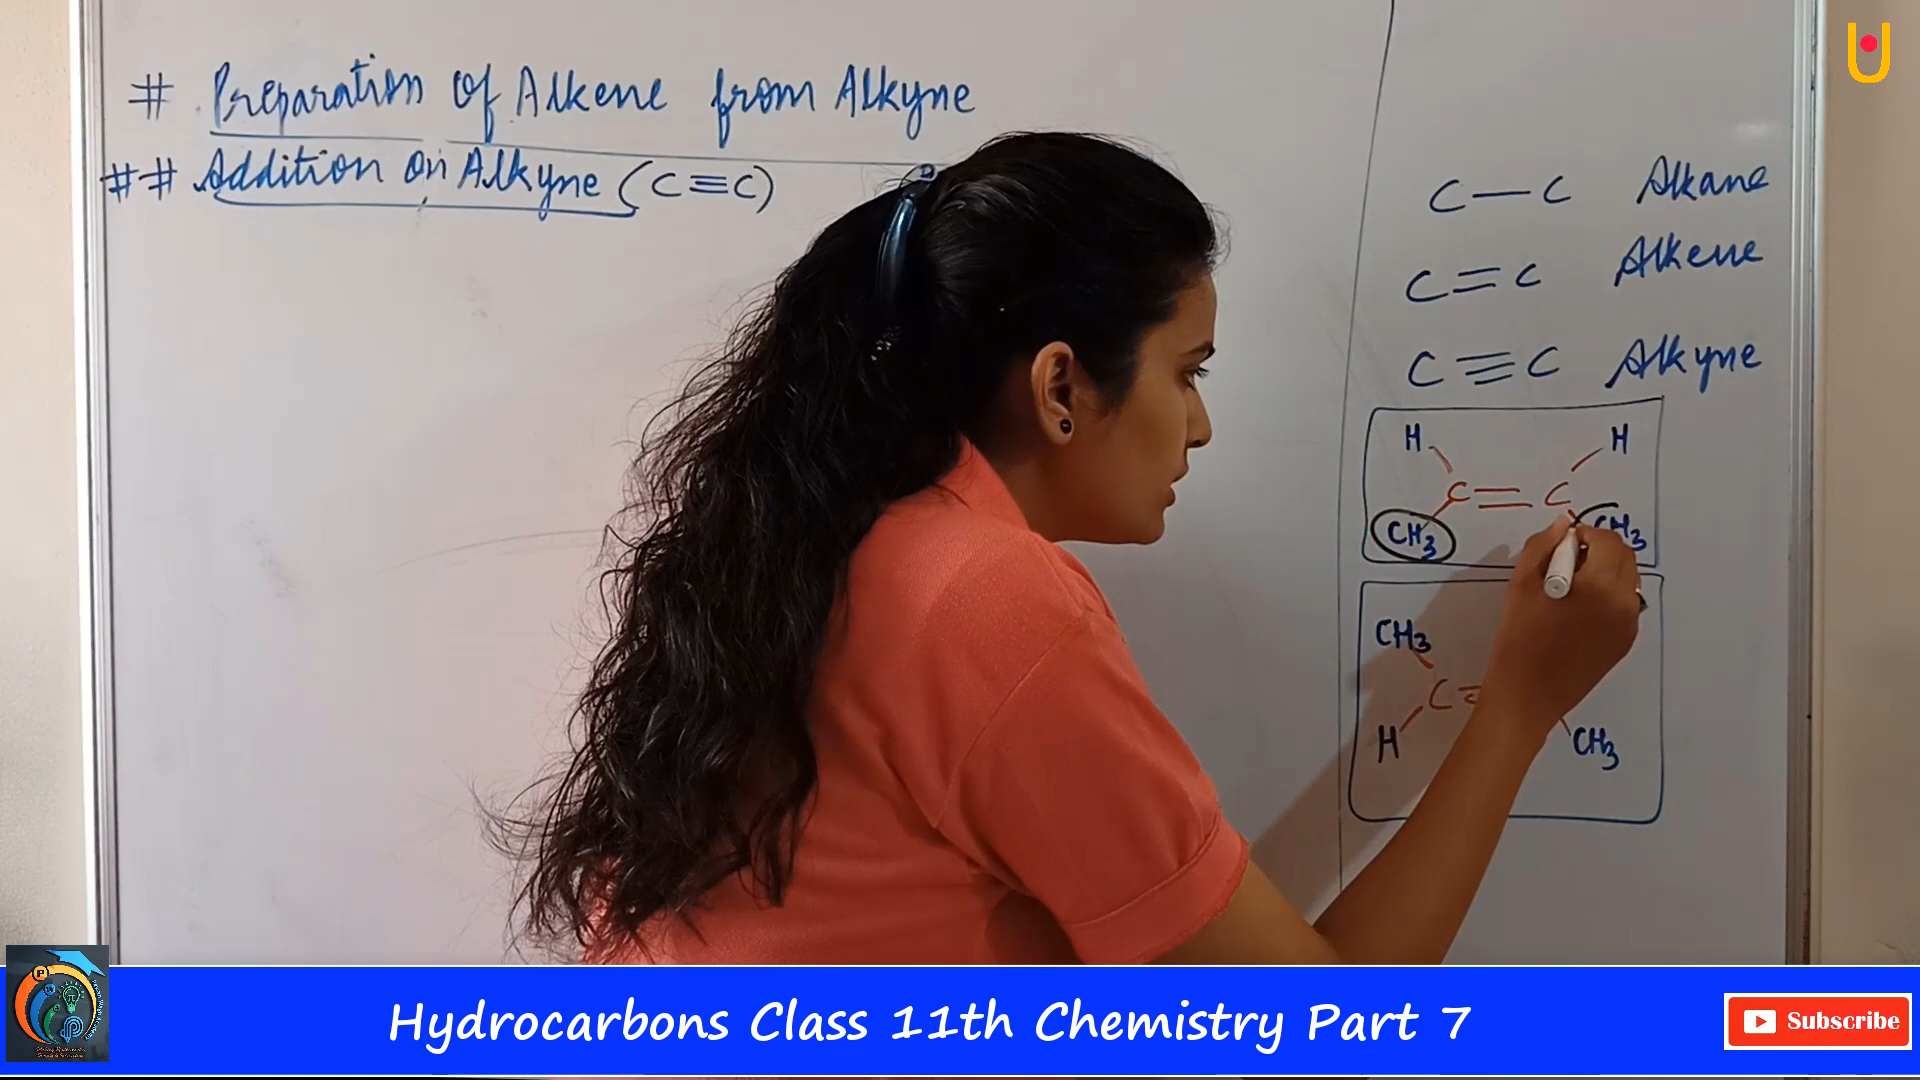 # Preparation of Alkene from Alkyne
## Addition on Alkyne (C≡C)
C—C Alkane
C=C Alkene
C≡C Alkyne
H H
C=C
CH3 CH3
CH3
C=
H CH3
Hydrocarbons Class 11th Chemistry Part 7
Subscribe